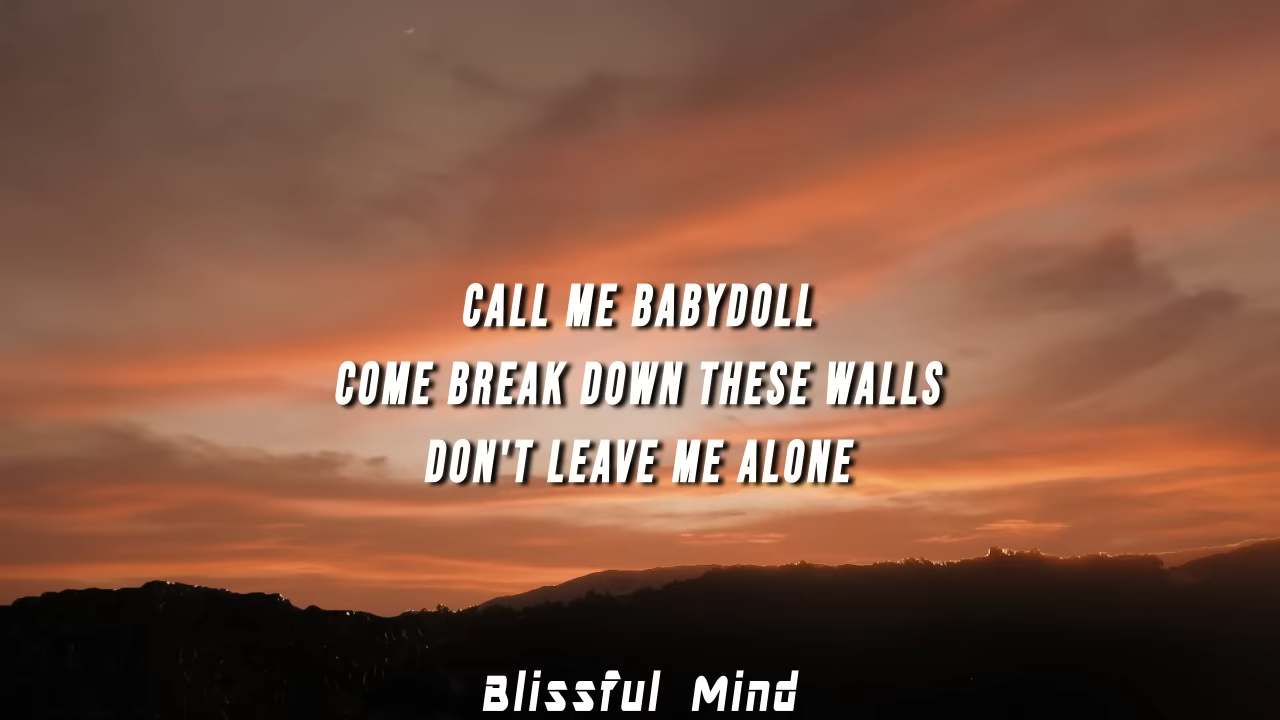 CALL ME BABYDOLL
COME BREAK DOWN THESE WALLS
DON'T LEAVE ME ALONE
Blissful Mind